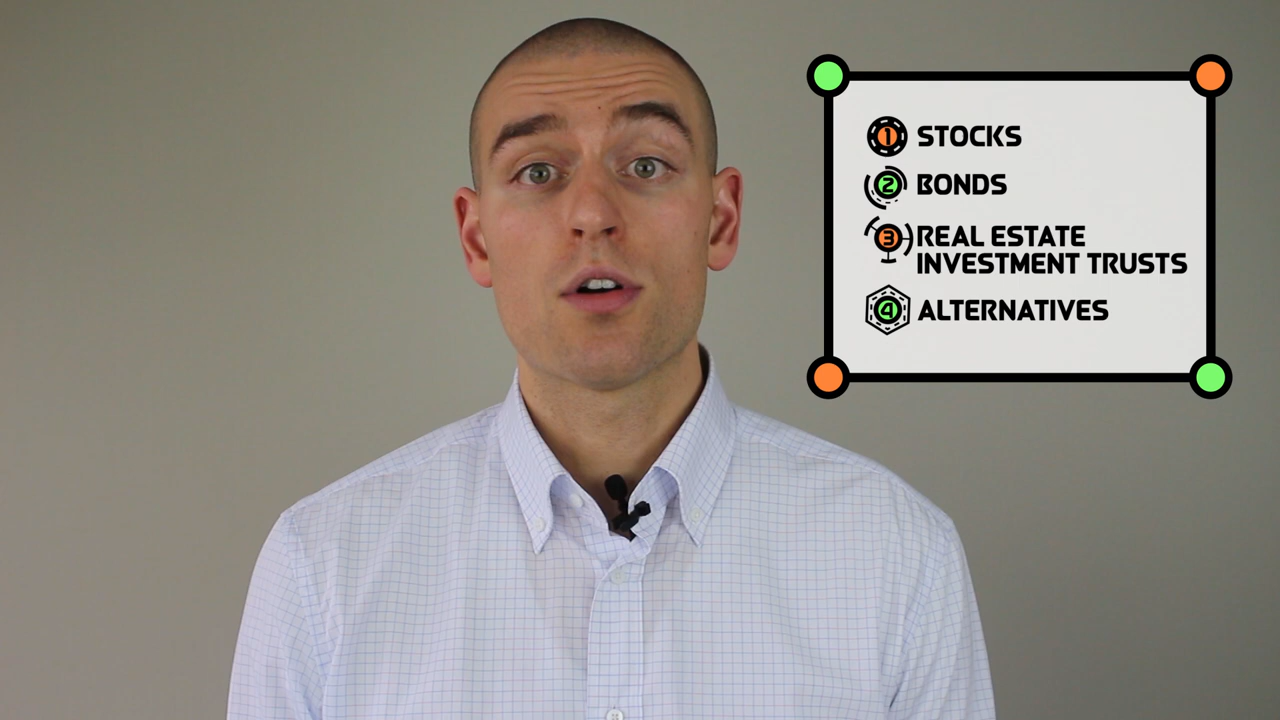 1 STOCKS
2 BONDS
3 REAL ESTATE
INVESTMENT TRUSTS
4 ALTERNATIVES